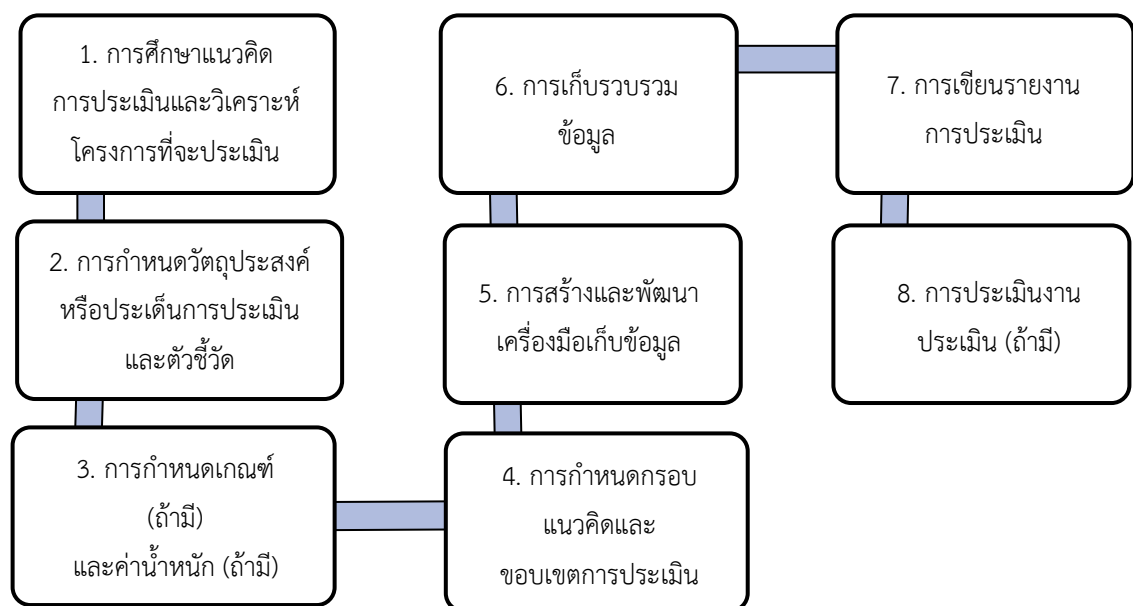 1. การศึกษาแนวคิด
การประเมินและวิเคราะห์
โครงการที่จะประเมิน
2. การกำหนดวัตถุประสงค์
หรือประเด็นการประเมิน
และตัวชี้วัด
3. การกำหนดเกณฑ์
(ถ้ามี)
และค่าน้ำหนัก (ถ้ามี)
4. การกำหนดกรอบ
แนวคิดและ
ขอบเขตการประเมิน
5. การสร้างและพัฒนา
เครื่องมือเก็บข้อมูล
6. การเก็บรวบรวม
ข้อมูล
7. การเขียนรายงาน
การประเมิน
8. การประเมินงาน
ประเมิน (ถ้ามี)